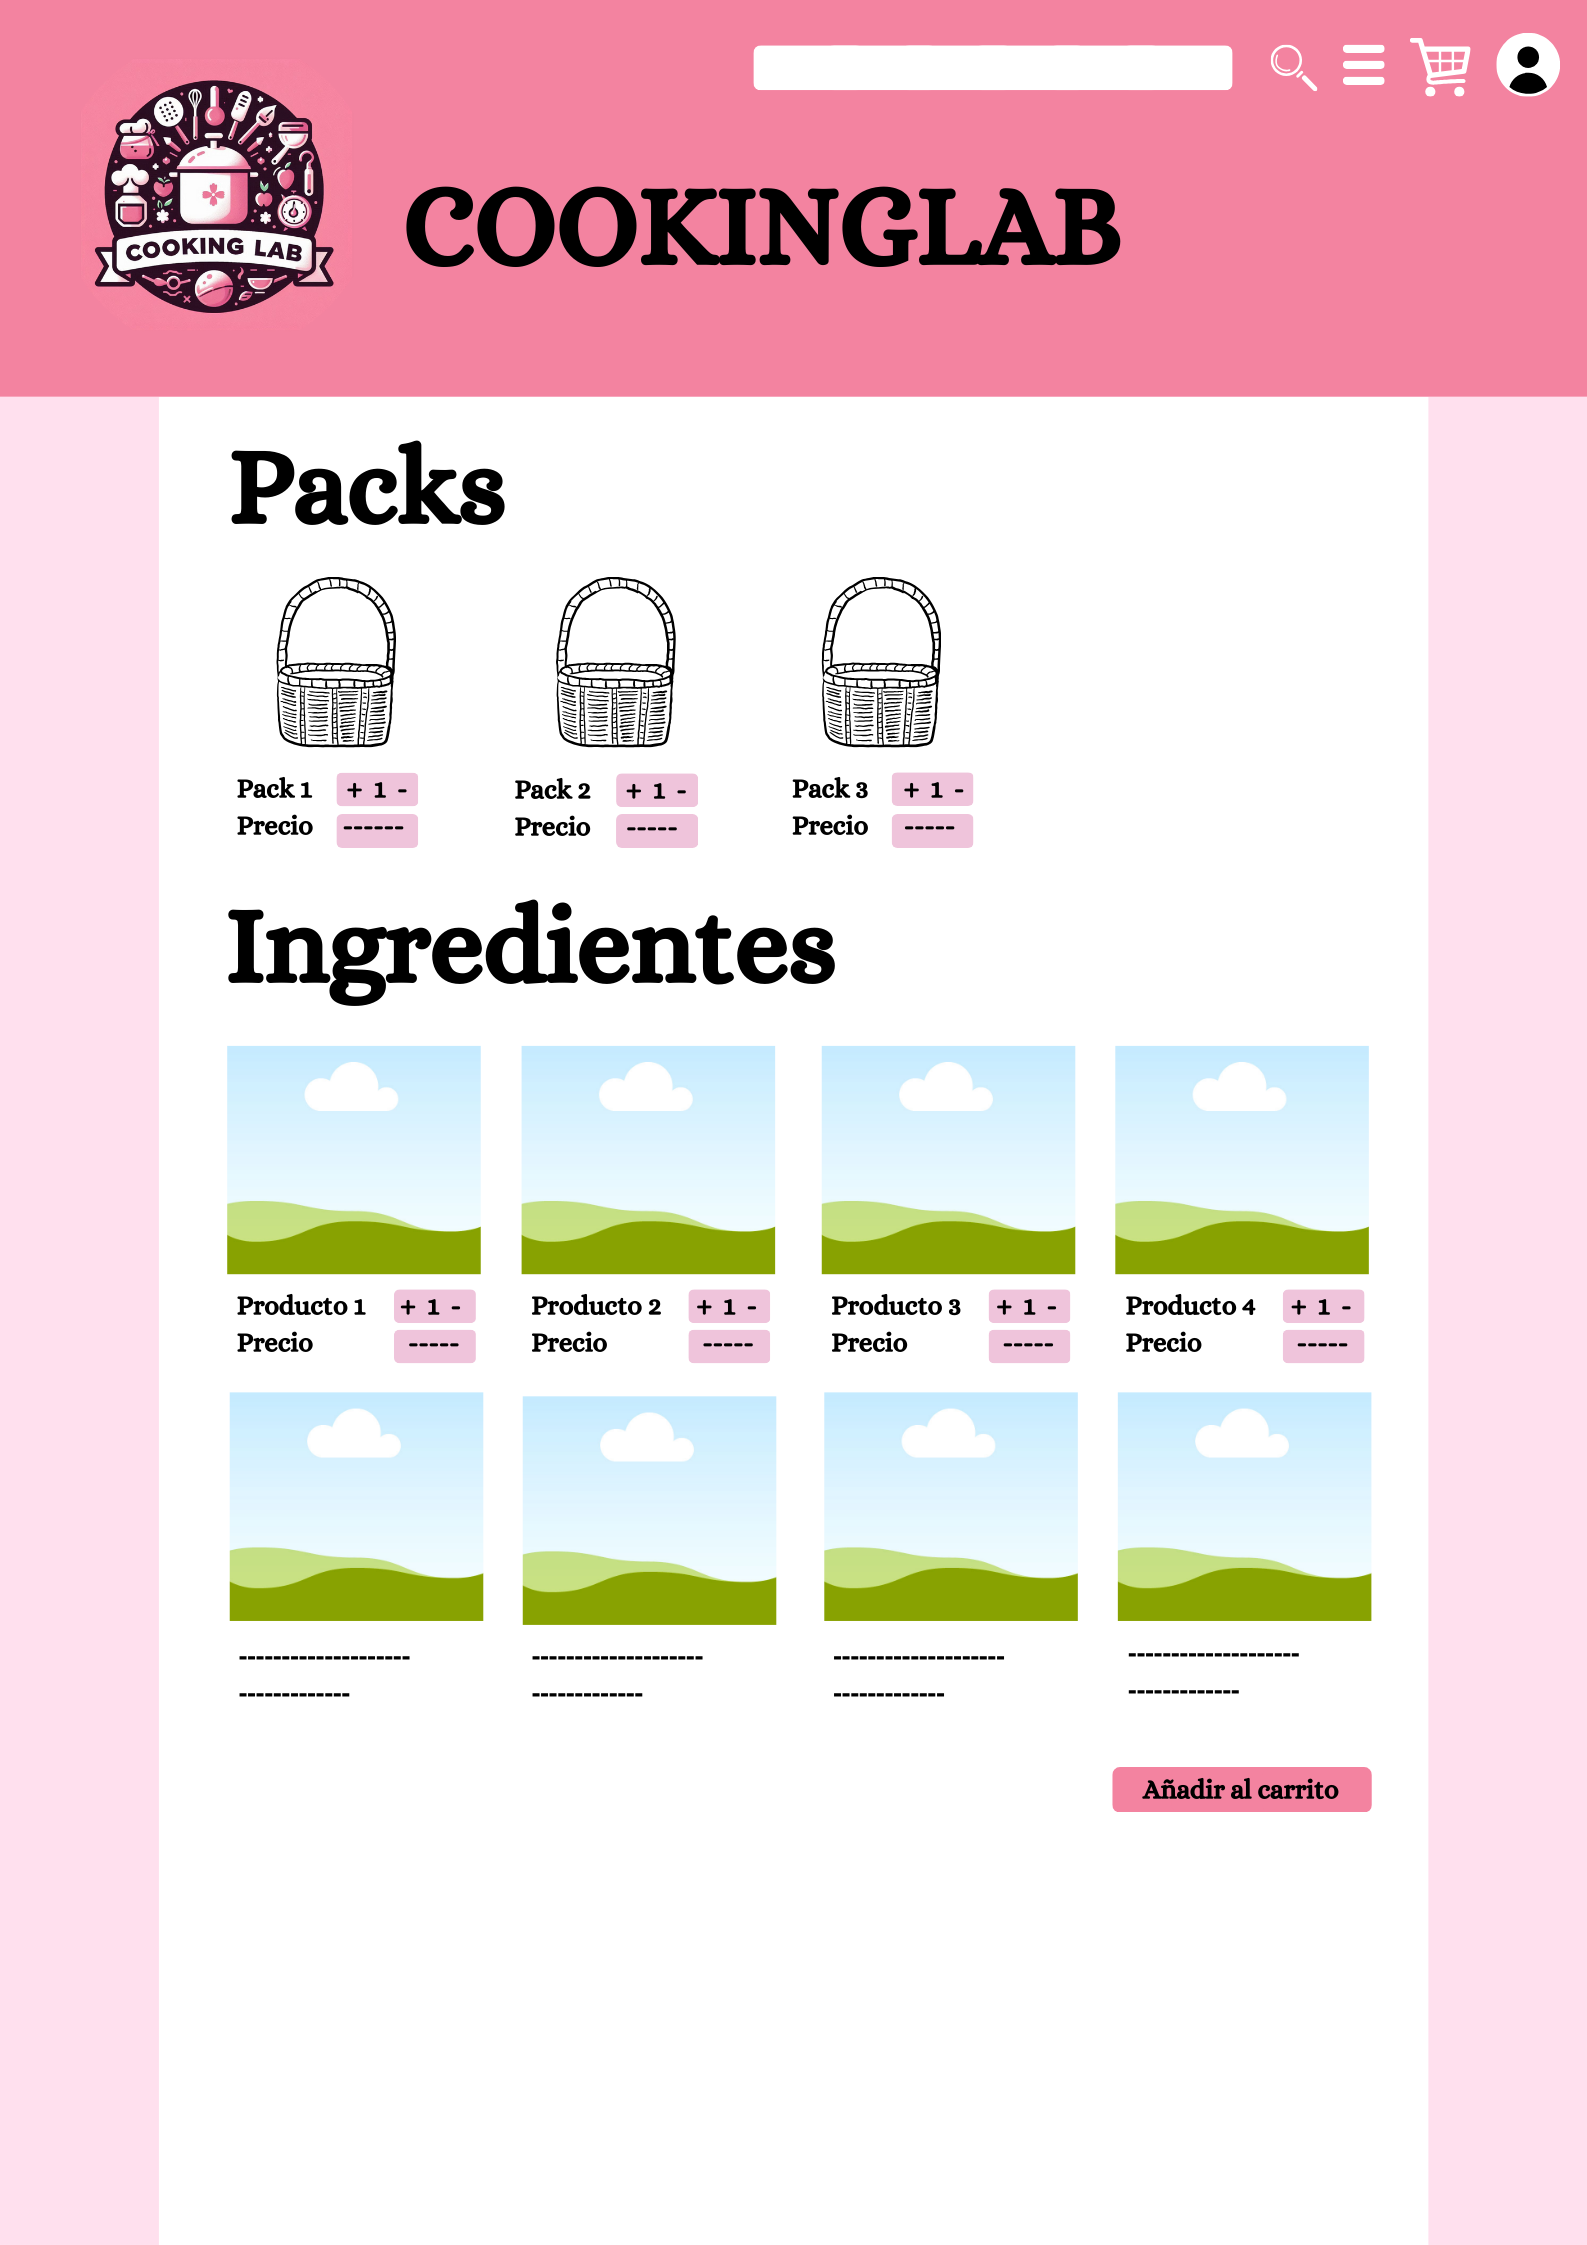 COOKING LAB
COOKINGLAB
Packs
Pack 1 + 1 -
Precio ------
Pack 2 + 1 -
Precio -----
Pack 3 + 1 -
Precio -----
Ingredientes
Producto 1 + 1 -
Precio -----
Producto 2 + 1 -
Precio -----
Producto 3 + 1 -
Precio -----
Producto 4 + 1 -
Precio -----
--------------------
-------------
--------------------
-------------
--------------------
-------------
--------------------
-------------
Añadir al carrito